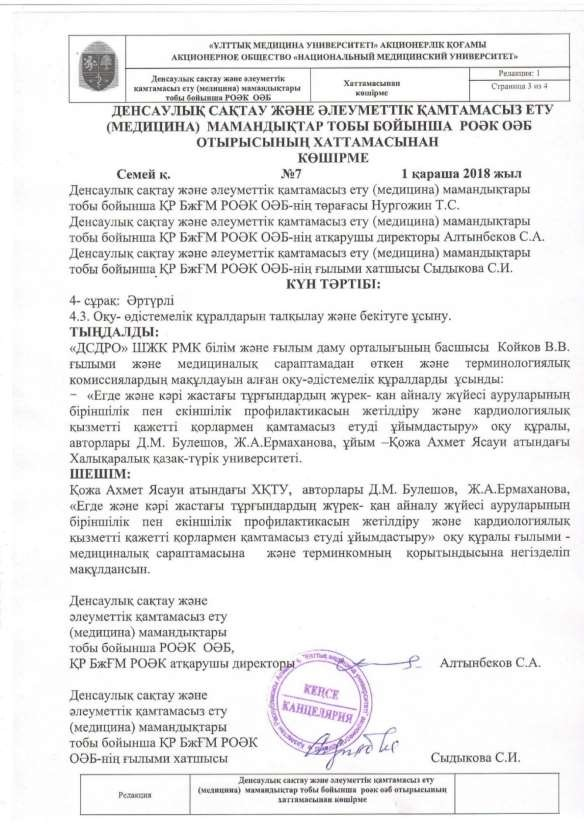 «ҰЛТТЫҚ МЕДИЦИНА УНИВЕРСИТЕТІ» АКЦИОНЕРЛІК ҚОҒАМЫ
АКЦИОНЕРНОЕ ОБЩЕСТВО «НАЦИОНАЛЬНЫЙ МЕДИЦИНСКИЙ УНИВЕРСИТЕТ»
Денсаулық сақтау және әлеуметтік
қамтамасыз ету (медицина) мамандықтары
тобы бойынша РОӘК ОӘБ
Хаттамасынан
көшірме
Редакция: 1
Страница 3 из 4
ДЕНСАУЛЫҚ САҚТАУ ЖӘНЕ ӘЛЕУМЕТТІК ҚАМТАМАСЫЗ ЕТУ
(МЕДИЦИНА) МАМАНДЫҚТАР ТОБЫ БОЙЫНША РОӘК ОӘБ
ОТЫРЫСЫНЫҢ ХАТТАМАСЫНАН
КӨШІРМЕ
Семей қ. №7 1 қараша 2018 жыл
Денсаулық сақтау және әлеуметтік қамтамасыз ету (медицина) мамандықтары
тобы бойынша ҚР БжҒМ РОӘК ОӘБ-нің төрағасы Нургожин Т.С.
Денсаулық сақтау және әлеуметтік қамтамасыз ету (медицина) мамандықтары
тобы бойынша ҚР БжҒМ РОӘК ОӘБ-нің атқарушы директоры Алтынбеков С.А.
Денсаулық сақтау және әлеуметтік қамтамасыз ету (медицина) мамандықтары
тобы бойынша ҚР БжҒМ РОӘК ОӘБ-нің ғылыми хатшысы Сыдыкова С.И.
КҮН ТӘРТІБІ:
4- сұрақ: Әртүрлі
4.3. Оқу- әдістемелік құралдарын талқылау және бекітуге ұсыну.
ТЫҢДАЛДЫ:
«ДСДРО» ШЖК РМК білім және ғылым даму орталығының басшысы Койков В.В.
ғылыми және медициналық сараптамадан өткен және терминологиялық
комиссиялардың мақұлдауын алған оқу-әдістемелік құралдарды ұсынды:
− «Егде және кәрі жастағы тұрғындардың жүрек- қан айналу жүйесі ауруларының
біріншілік пен екіншілік профилактикасын жетілдіру және кардиологиялық
қызметті қажетті қорлармен қамтамасыз етуді ұйымдастыру» оқу құралы,
авторлары Д.М. Булешов, Ж.А.Ермаханова, ұйым –Қожа Ахмет Ясауи атындағы
Халықаралық қазақ-түрік университеті.
ШЕШІМ:
Қожа Ахмет Ясауи атындағы ХҚТУ, авторлары Д.М. Булешов, Ж.А.Ермаханова,
«Егде және кәрі жастағы тұрғындардың жүрек- қан айналу жүйесі ауруларының
біріншілік пен екіншілік профилактикасын жетілдіру және кардиологиялық
қызметті қажетті қорлармен қамтамасыз етуді ұйымдастыру» оқу құралы ғылыми -
медициналық сараптамасына және терминкомның қорытындысына негізделіп
мақұлдансын.
Денсаулық сақтау және
әлеуметтік қамтамасыз ету
(медицина) мамандықтары
тобы бойынша РОӘК ОӘБ,
ҚР БжҒМ РОӘК атқарушы директоры Алтынбеков С.А.
КЕҢСЕ
КАНЦЕЛЯРИЯ
Денсаулық сақтау және
әлеуметтік қамтамасыз ету
(медицина) мамандықтары
тобы бойынша ҚР БжҒМ РОӘК
ОӘБ-нің ғылыми хатшысы Сыдыкова С.И.
Редакция
Денсаулық сақтау және әлеуметтік қамтамасыз ету
(медицина) мамандықтар тобы бойынша роәк оәб отырысының
хаттамасынан көшірме